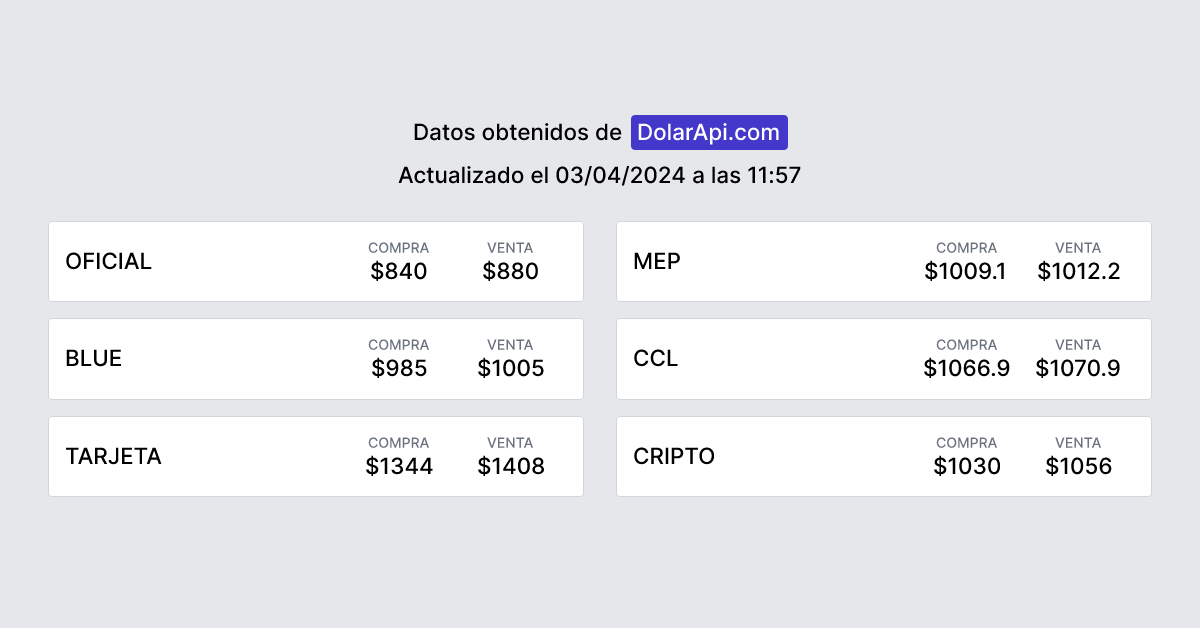 Datos obtenidos de DolarApi.com
Actualizado el 03/04/2024 a las 11:57
OFICIAL
COMPRA VENTA
$840 $880
MEP
COMPRA VENTA
$1009.1 $1012.2
BLUE
COMPRA VENTA
$985 $1005
CCL
COMPRA VENTA
$1066.9 $1070.9
TARJETA
COMPRA VENTA
$1344 $1408
CRIPTO
COMPRA VENTA
$1030 $1056